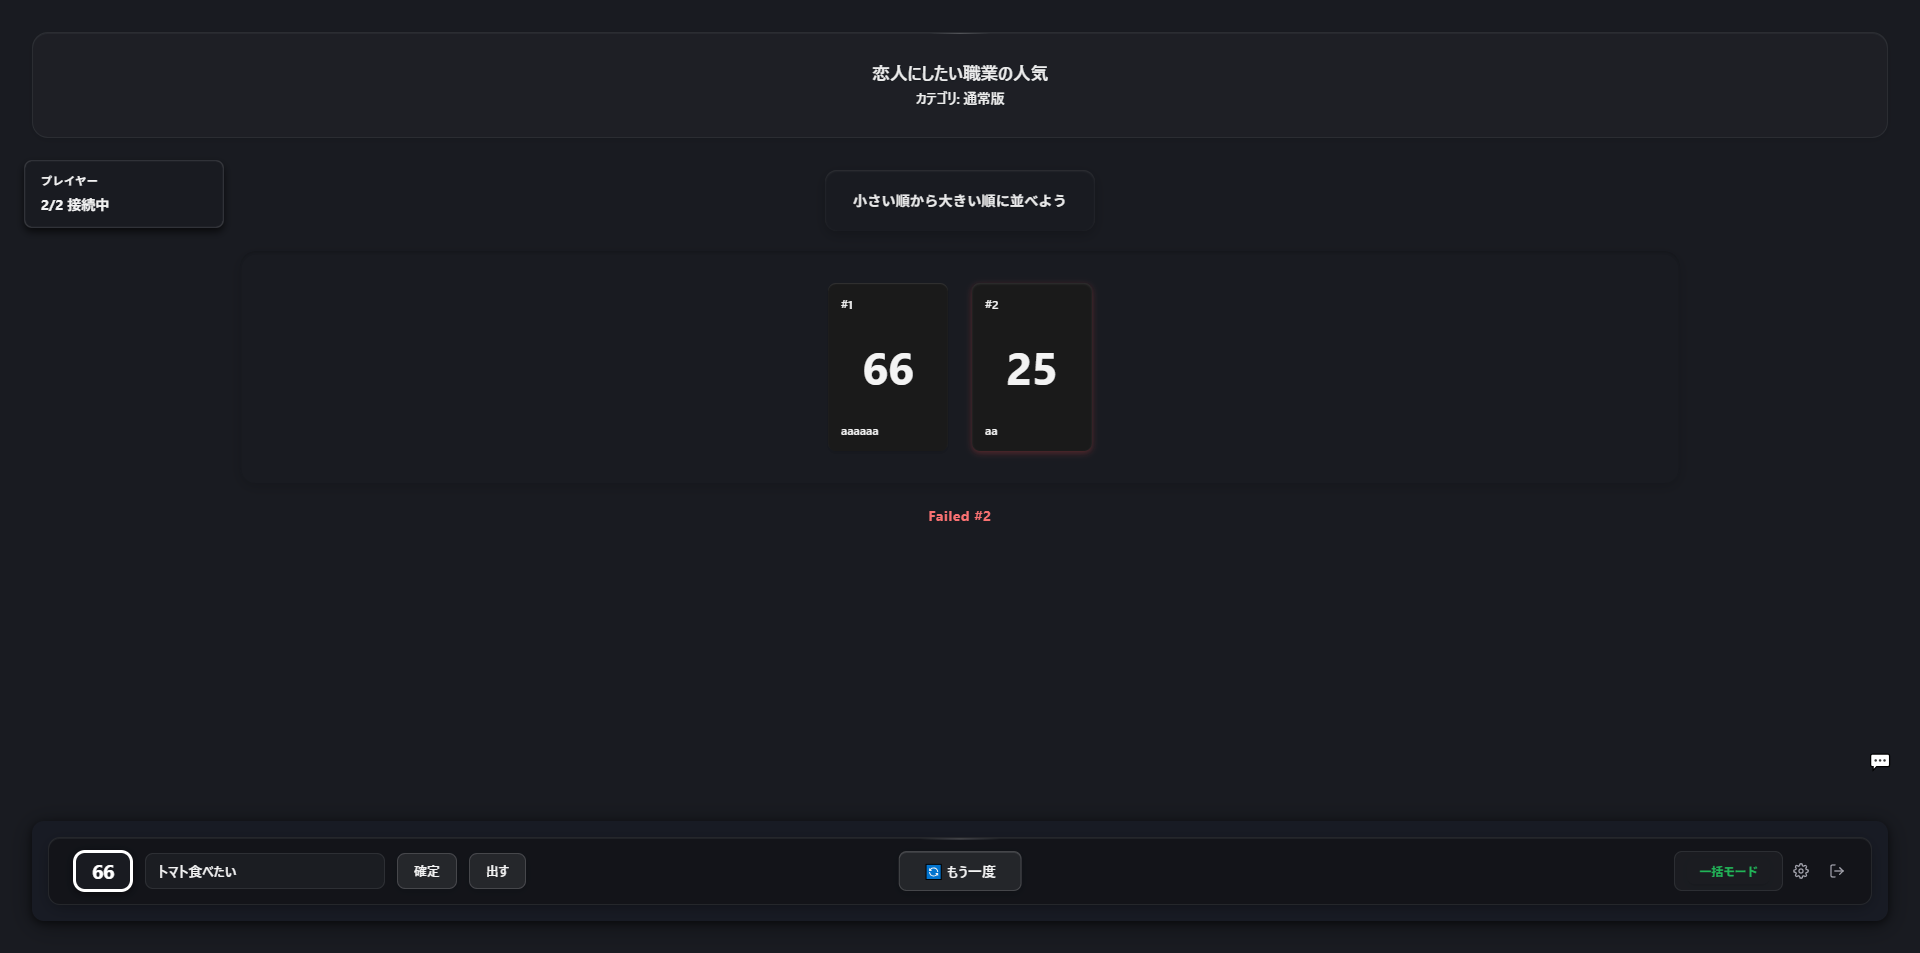 恋人にしたい職業の人気
カテゴリ: 通常版
プレイヤー
2/2 接続中
小さい順から大きい順に並べよう
#1
66
aaaaaa
#2
25
aa
Failed #2
66
トマト食べたい
確定
出す
もう一度
一括モード